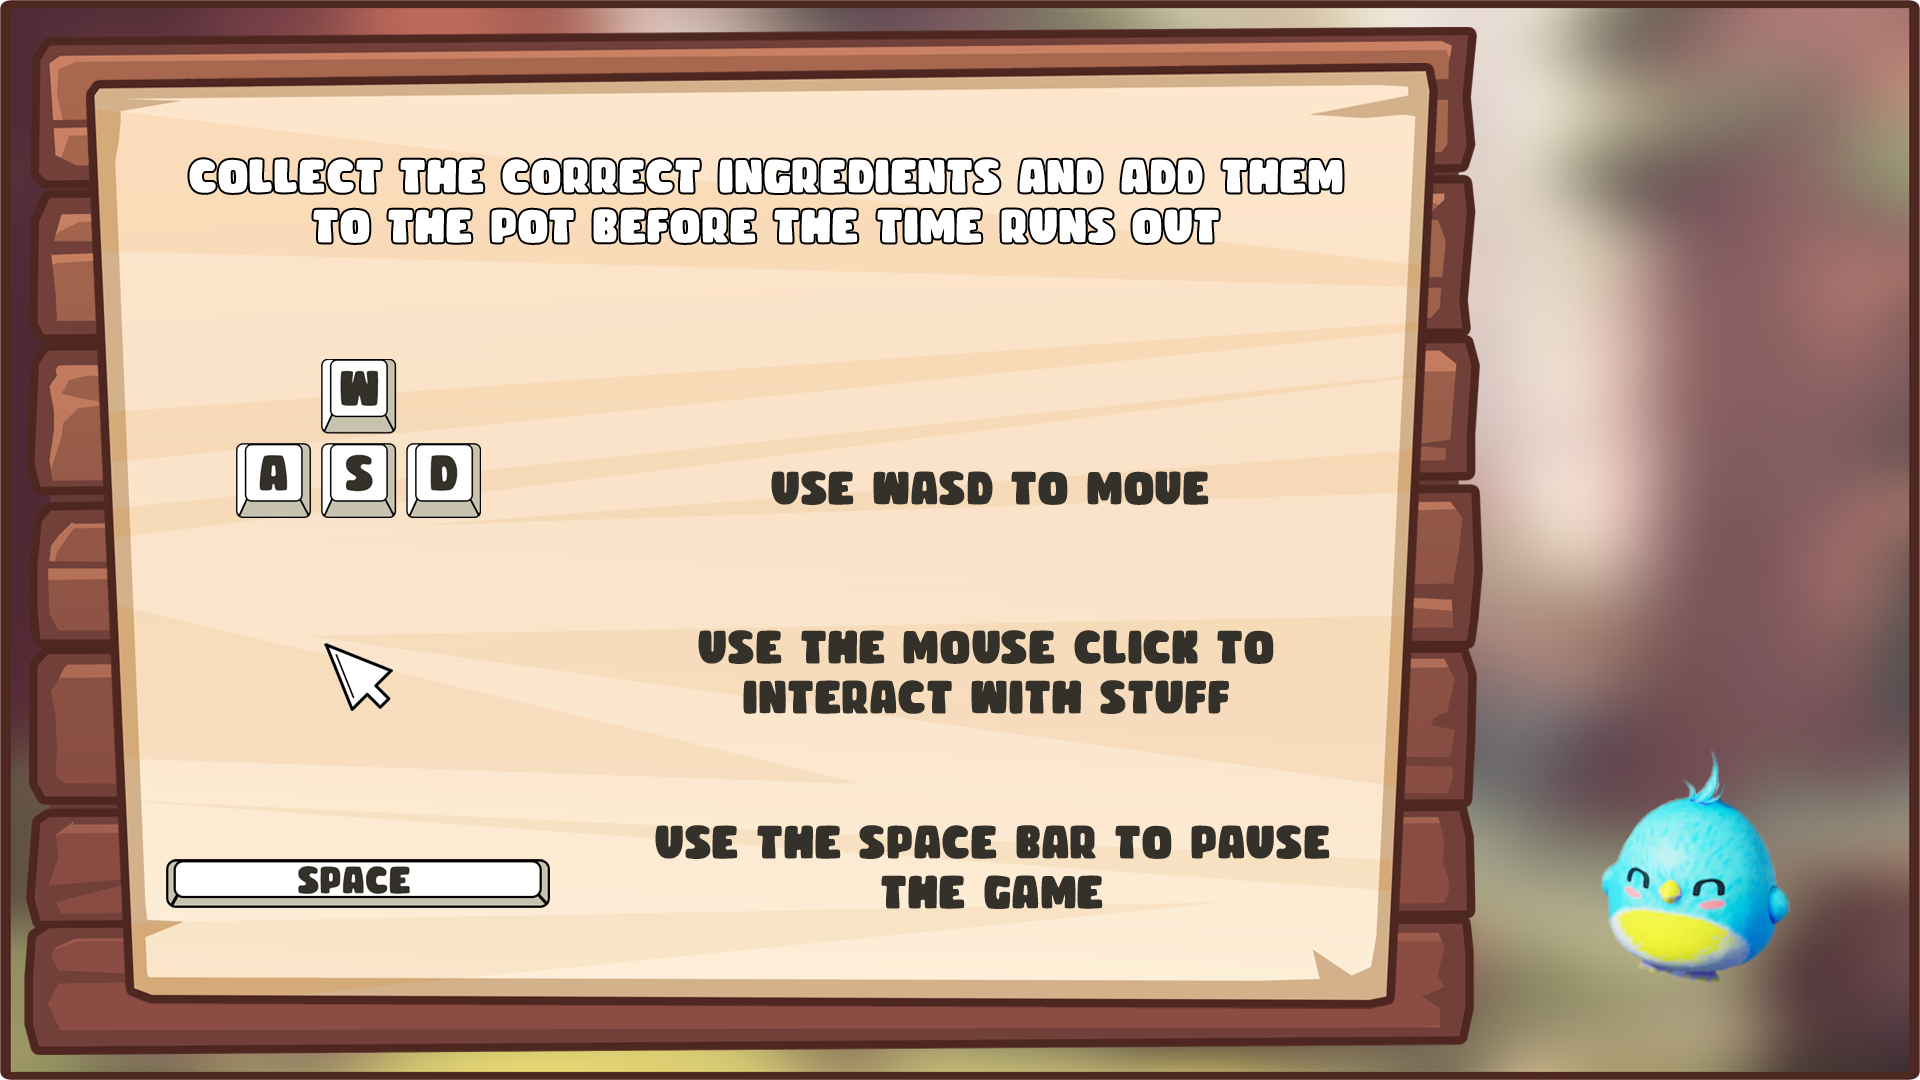 COLLECT THE CORRECT INGREDIENTS AND ADD THEM
TO THE POT BEFORE THE TIME RUNS OUT
W
A S D
USE WASD TO MOVE
USE THE MOUSE CLICK TO
INTERACT WITH STUFF
SPACE
USE THE SPACE BAR TO PAUSE
THE GAME